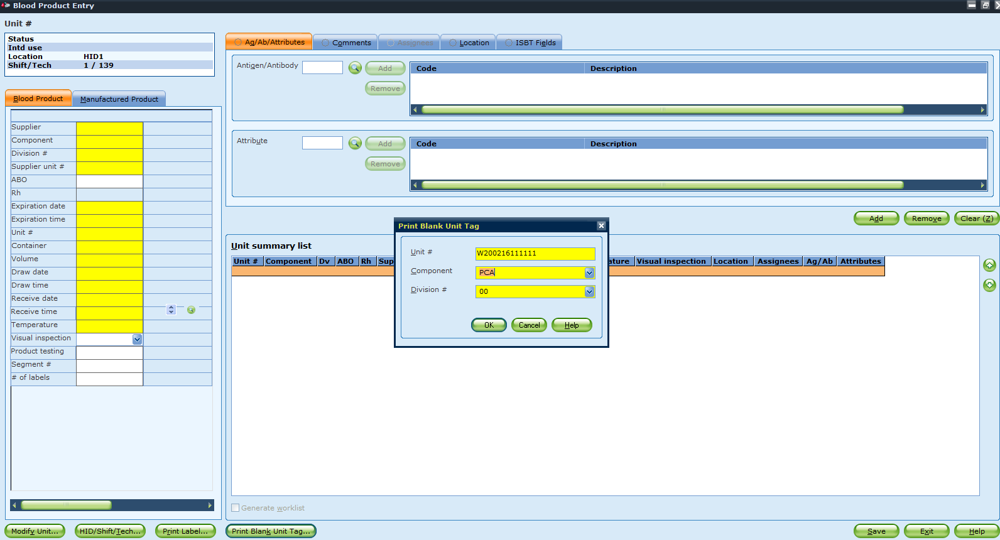 Blood Product Entry
Unit #
Status
Intd use
Location HID1
Shift/Tech 1 / 139
Blood Product Manufactured Product
Supplier
Component
Division #
Supplier unit #
ABO
Rh
Expiration date
Expiration time
Unit #
Container
Volume
Draw date
Draw time
Receive date
Receive time
Temperature
Visual inspection
Product testing
Segment #
# of labels
Ag/Ab/Attributes Comments Assignees Location ISBT Fields
Antigen/Antibody Add Code Description
Remove
Attribute Add Code Description
Remove
Add Remove Clear (Z)
Unit summary list
Unit # Component Dv ABO Rh Sup ature Visual inspection Location Assignees Ag/Ab Attributes
Print Blank Unit Tag
Unit # W200216111111
Component PCA
Division # 00
OK Cancel Help
Generate worklist
Modify Unit... HID/Shift/Tech... Print Label... Print Blank Unit Tag... Save Exit Help